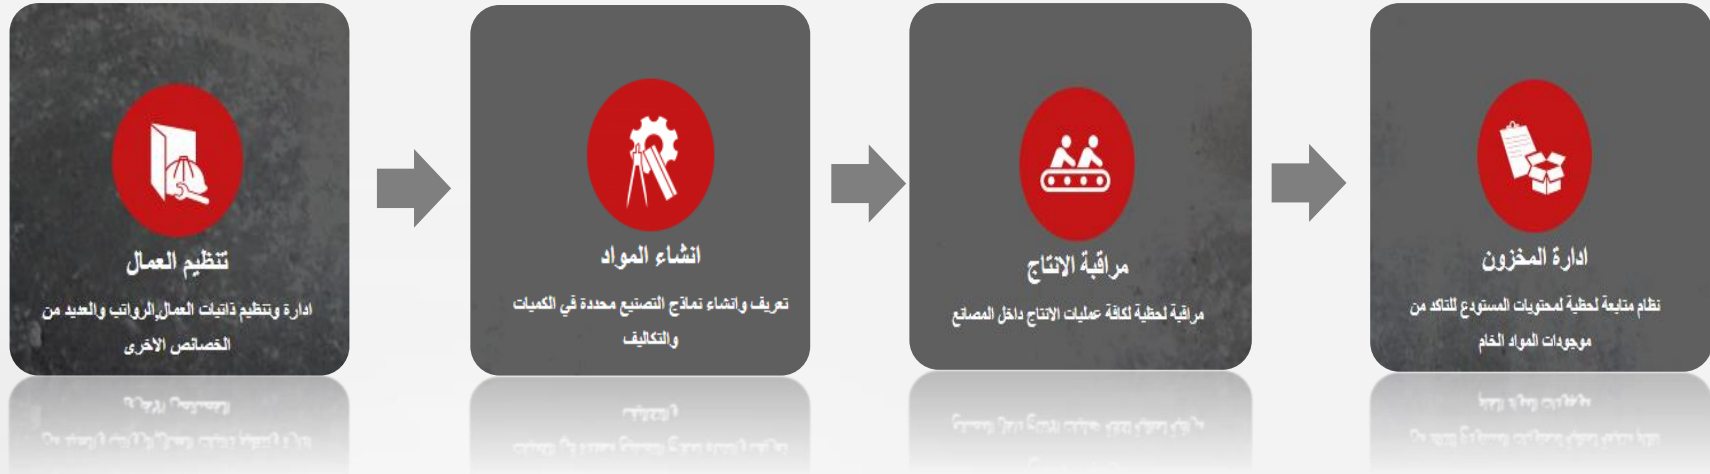 تنظيم العمال
ادارة وتنظيم ذاتيات العمال,الرواتب والعديد من
الخصائص الاخرى
انشاء المواد
تعريف وانشاء نماذج التصنيع محددة في الكميات
والتكاليف
مراقبة الانتاج
مراقبة لحظية لكافة عمليات الانتاج داخل المصانع
ادارة المخزون
نظام متابعة لحظية لمحتويات المستودع للتاكد من
موجودات المواد الخام